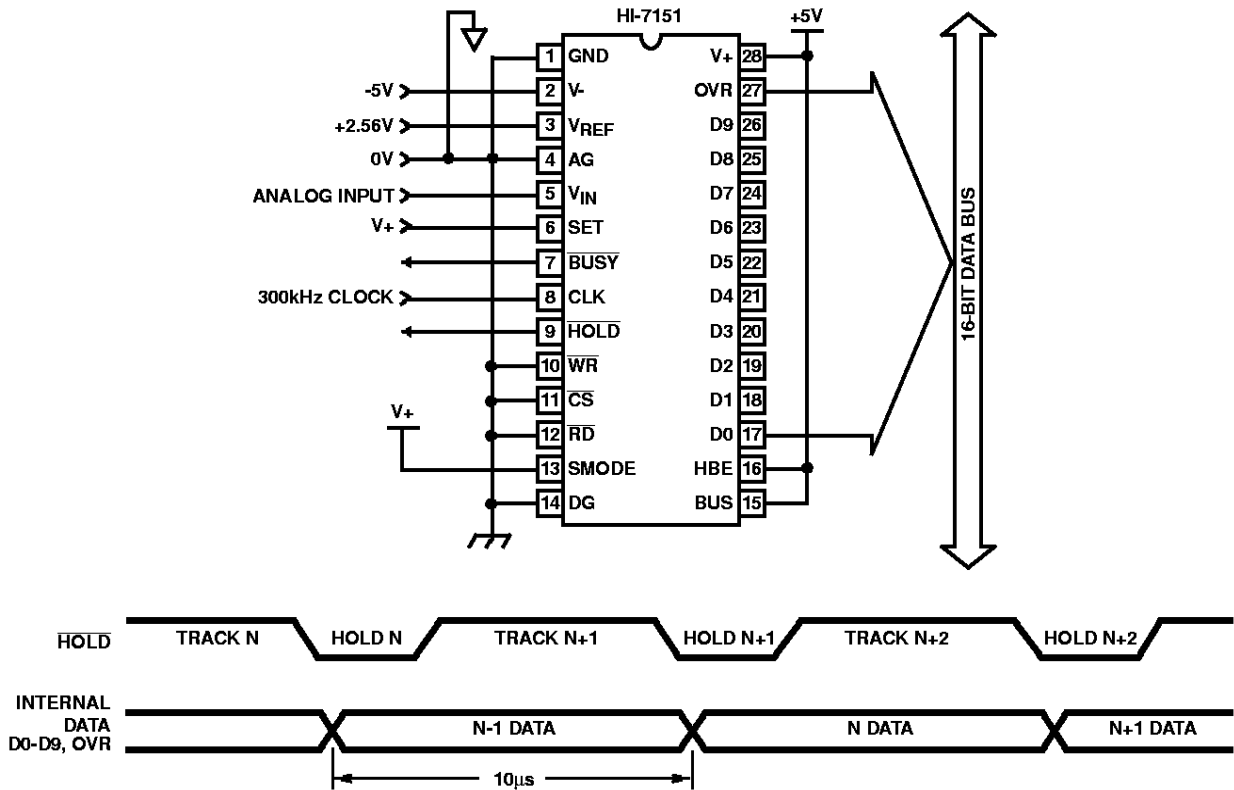 HI-7151
+5V
1 GND V+ 28
-5V 2 V- OVR 27
+2.56V 3 VREF D9 26
0V 4 AG D8 25
ANALOG INPUT 5 VIN D7 24
V+ 6 SET D6 23
7 BUSY D5 22
300kHz CLOCK 8 CLK D4 21
9 HOLD D3 20
10 WR D2 19
11 CS D1 18
V+
12 RD D0 17
13 SMODE HBE 16
14 DG BUS 15
16-BIT DATA BUS
HOLD TRACK N HOLD N TRACK N+1 HOLD N+1 TRACK N+2 HOLD N+2
INTERNAL
DATA
D0-D9, OVR
N-1 DATA N DATA N+1 DATA
10μs